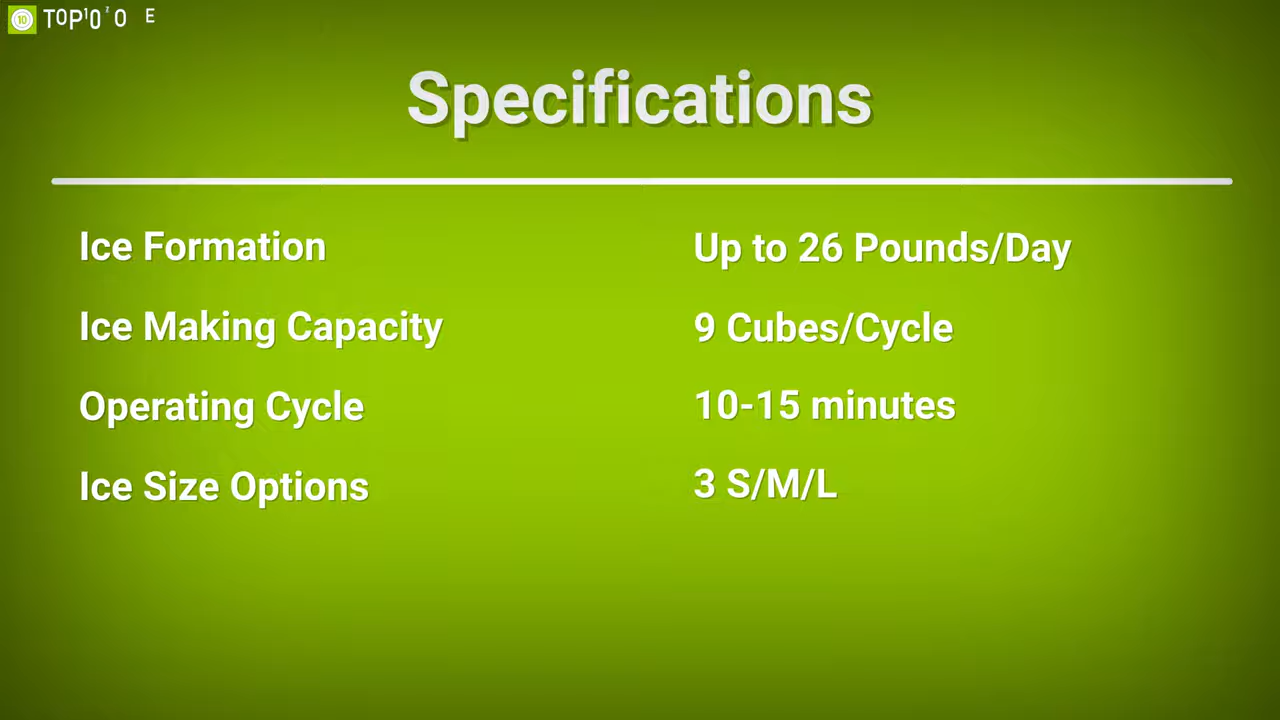 Specifications
Ice Formation Up to 26 Pounds/Day
Ice Making Capacity 9 Cubes/Cycle
Operating Cycle 10-15 minutes
Ice Size Options 3 S/M/L